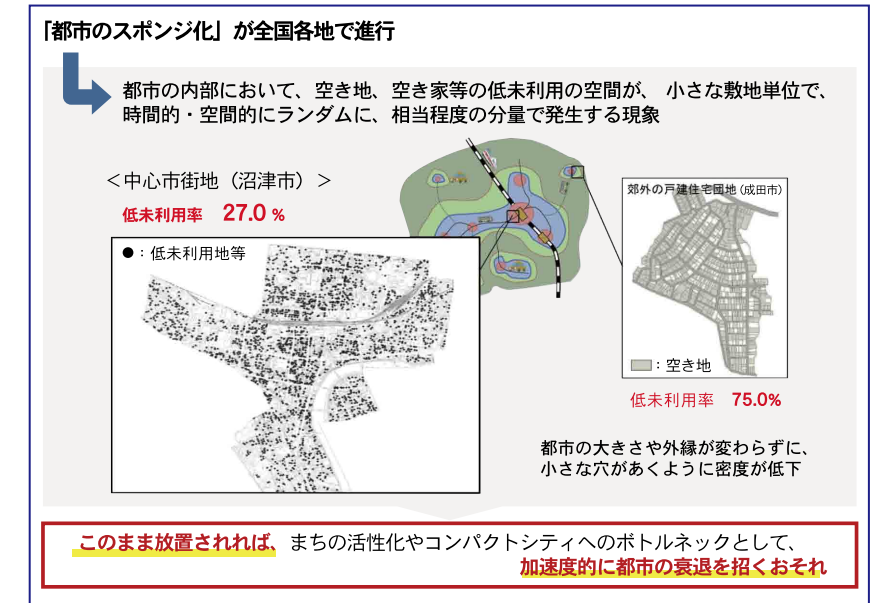 「都市のスポンジ化」が全国各地で進行
都市の内部において、空き地、空き家等の低未利用の空間が、 小さな敷地単位で、
時間的・空間的にランダムに、相当程度の分量で発生する現象
＜中心市街地（沼津市）＞
低未利用率 27.0 %
●：低未利用地等
郊外の戸建住宅団地（成田市）
：空き地
低未利用率 75.0%
都市の大きさや外縁が変わらずに、
小さな穴があくように密度が低下
このまま放置されれば、まちの活性化やコンパクトシティへのボトルネックとして、
加速度的に都市の衰退を招くおそれ